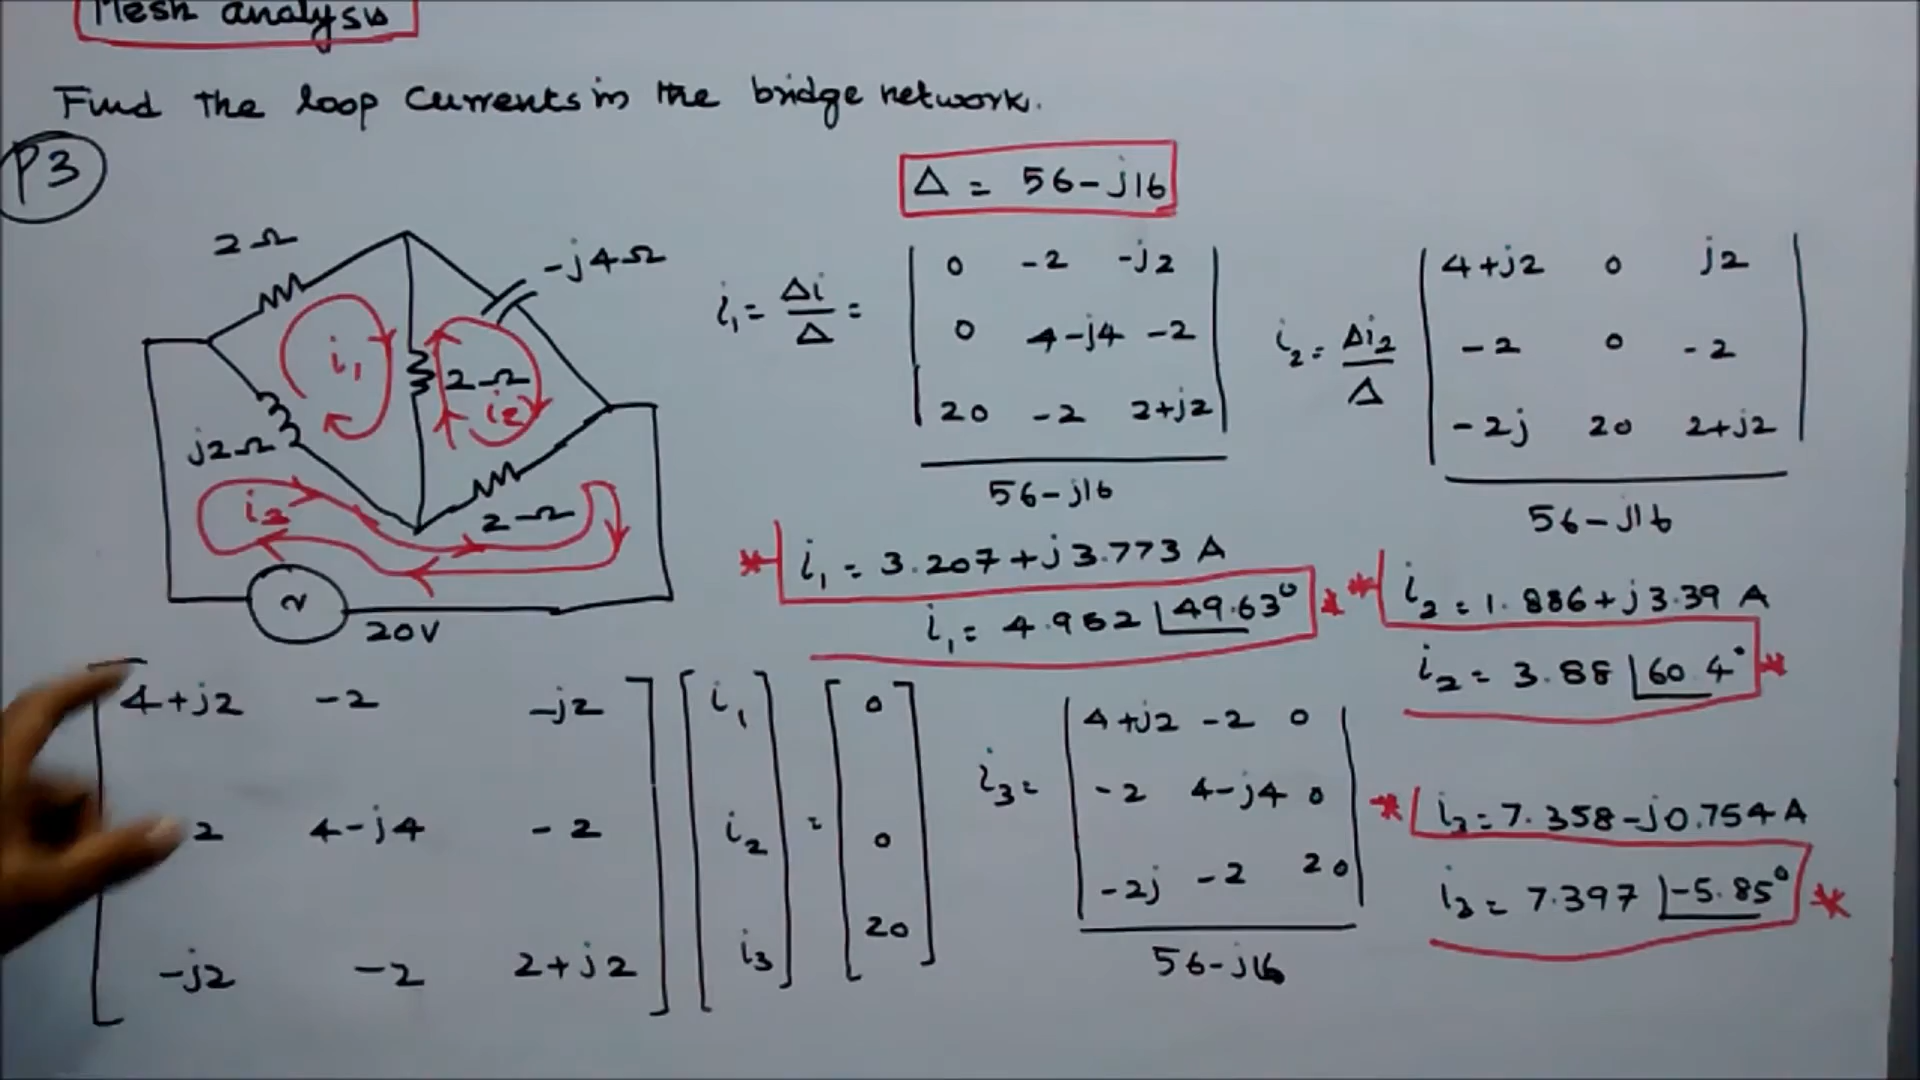 Mesh analysis
Find the loop currents in the bridge network.
P3
2Ω
-j4Ω
i1
2Ω
i2
j2Ω
i2
2Ω
~
20V
Δ = 56-j16
i1 = Δi/Δ =
0 -2 -j2
0 4-j4 -2
20 -2 2+j2
56-j16
i1 = 3.207+j3.773 A
i1 = 4.952 ∠49.63°
i2 = Δi2/Δ
4+j2 0 j2
-2 0 -2
-2j 20 2+j2
56-j16
i2 = 1.886+j3.39 A
i2 = 3.88 ∠60.4°
4+j2 -2 -j2 i1 0
2 4-j4 -2 i2 = 0
-j2 -2 2+j2 i3 20
i3 =
4+j2 -2 0
-2 4-j4 0
-2j -2 20
56-j16
i3 = 7.358-j0.754 A
i3 = 7.397 ∠-5.85°